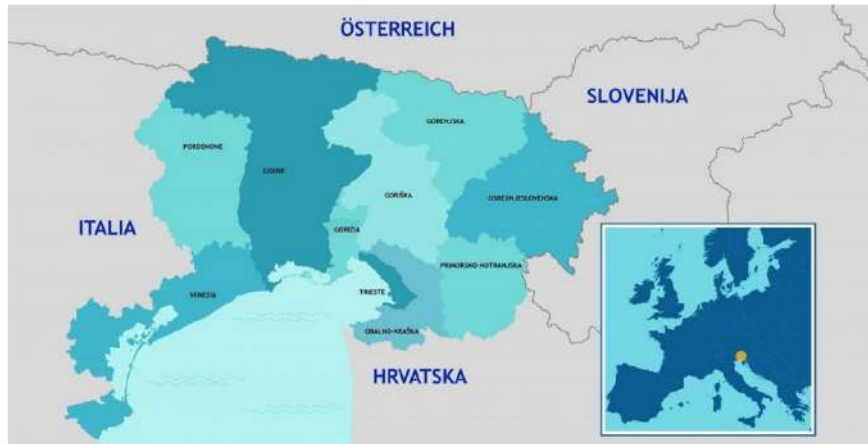 ÖSTERREICH
SLOVENIJA
GORENJSKA
PORDENONE
UDINE
GORIŠKA
OSREDNJESLOVENSKA
ITALIA
GORIZIA
PRIMORSKO-NOTRANJSKA
VENEZIA
TRIESTE
OBALNO-KRAŠKA
HRVATSKA